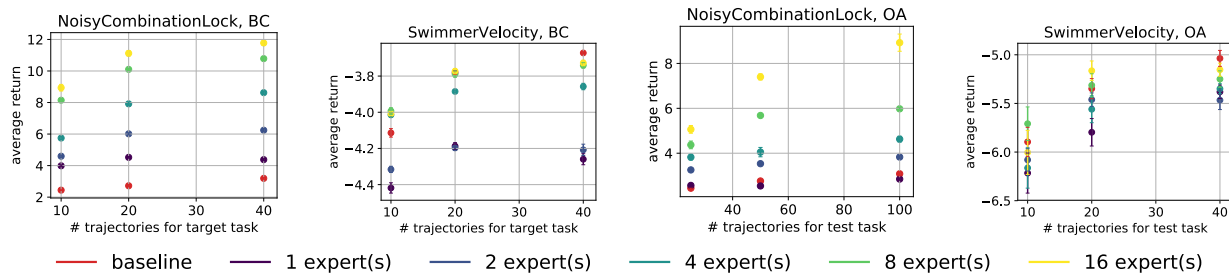 NoisyCombinationLock, BC
12
10
8
6
4
2
average return
10
20
30
40
# trajectories for target task
SwimmerVelocity, BC
−3.8
−4.0
−4.2
−4.4
average return
10
20
30
40
# trajectories for target task
NoisyCombinationLock, OA
8
6
4
average return
40
60
80
100
# trajectories for test task
SwimmerVelocity, OA
−5.0
−5.5
−6.0
−6.5
average return
10
20
30
40
# trajectories for test task
baseline
1 expert(s)
2 expert(s)
4 expert(s)
8 expert(s)
16 expert(s)